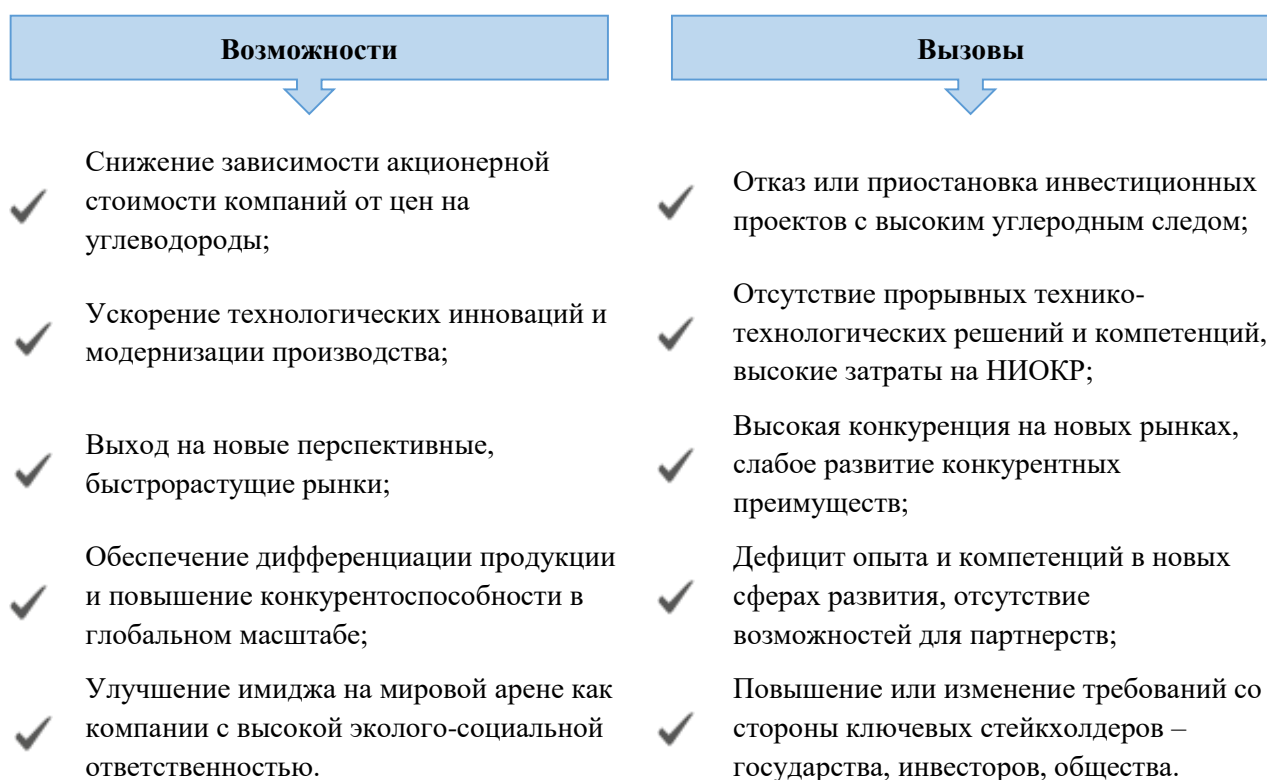 Возможности
Снижение зависимости акционерной
стоимости компаний от цен на
углеводороды;
Ускорение технологических инноваций и
модернизации производства;
Выход на новые перспективные,
быстрорастущие рынки;
Обеспечение дифференциации продукции
и повышение конкурентоспособности в
глобальном масштабе;
Улучшение имиджа на мировой арене как
компании с высокой эколого-социальной
ответственностью.
Вызовы
Отказ или приостановка инвестиционных
проектов с высоким углеродным следом;
Отсутствие прорывных технико-
технологических решений и компетенций,
высокие затраты на НИОКР;
Высокая конкуренция на новых рынках,
слабое развитие конкурентных
преимуществ;
Дефицит опыта и компетенций в новых
сферах развития, отсутствие
возможностей для партнерств;
Повышение или изменение требований со
стороны ключевых стейкхолдеров –
государства, инвесторов, общества.